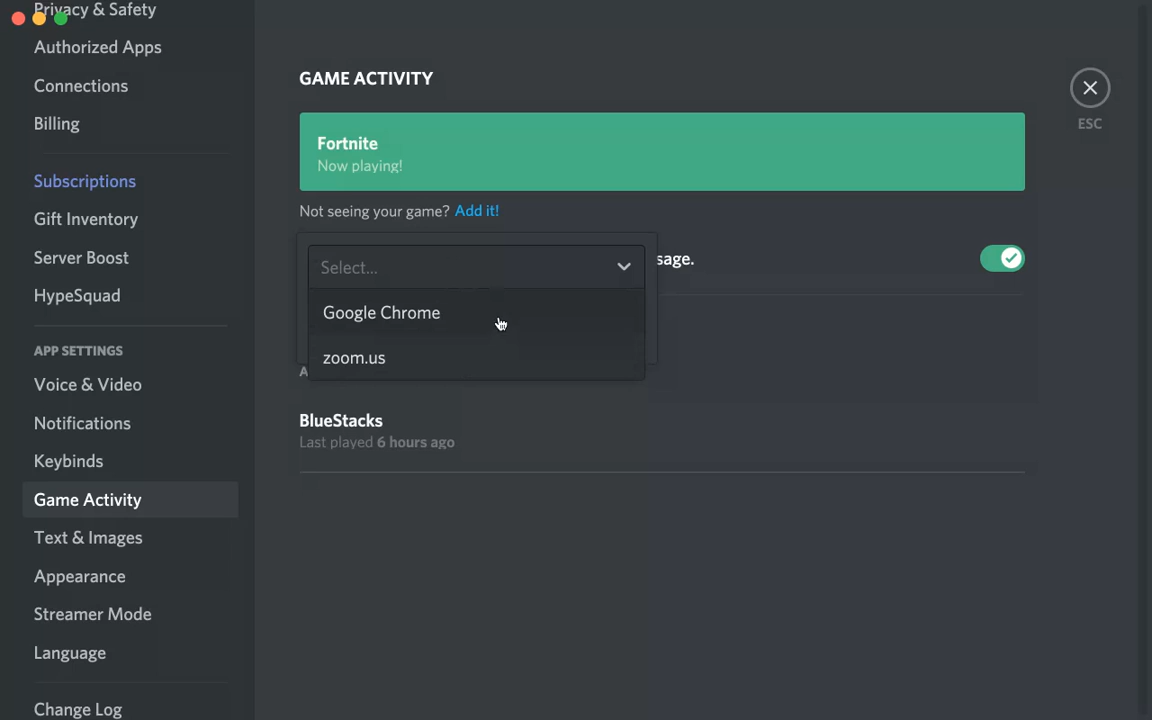 Privacy & Safety
Authorized Apps
Connections
Billing
Subscriptions
Gift Inventory
Server Boost
HypeSquad
APP SETTINGS
Voice & Video
Notifications
Keybinds
Game Activity
Text & Images
Appearance
Streamer Mode
Language
Change Log
GAME ACTIVITY
Fortnite
Now playing!
Not seeing your game? Add it!
sage.
Select...
Google Chrome
zoom.us
A
BlueStacks
Last played 6 hours ago
ESC